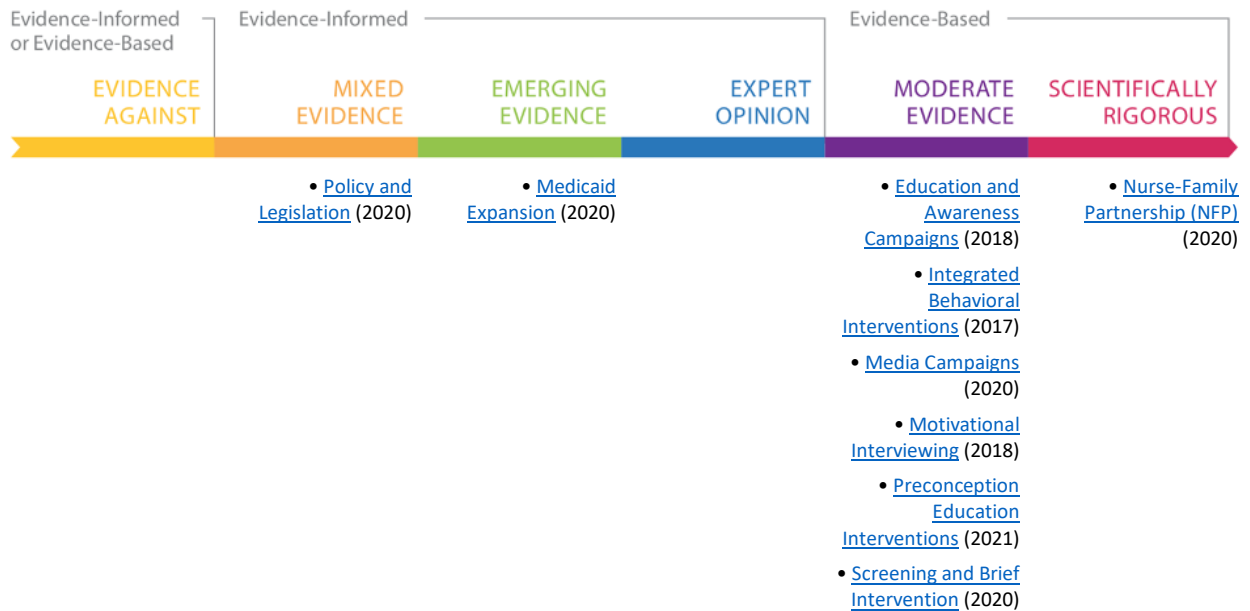 Evidence-Informed
or Evidence-Based
Evidence-Informed
Evidence-Based
EVIDENCE
AGAINST
MIXED
EVIDENCE
EMERGING
EVIDENCE
EXPERT
OPINION
MODERATE
EVIDENCE
SCIENTIFICALLY
RIGOROUS
• Policy and
Legislation (2020)
• Medicaid
Expansion (2020)
• Education and
Awareness
Campaigns (2018)
• Integrated
Behavioral
Interventions (2017)
• Media Campaigns
(2020)
• Motivational
Interviewing (2018)
• Preconception
Education
Interventions (2021)
• Screening and Brief
Intervention (2020)
• Nurse-Family
Partnership (NFP)
(2020)